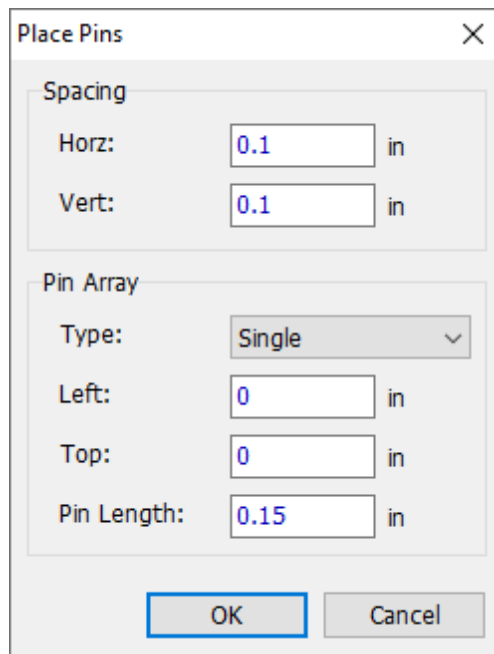 Place Pins
Spacing
Horz: 0.1 in
Vert: 0.1 in
Pin Array
Type: Single
Left: 0 in
Top: 0 in
Pin Length: 0.15 in
OK Cancel